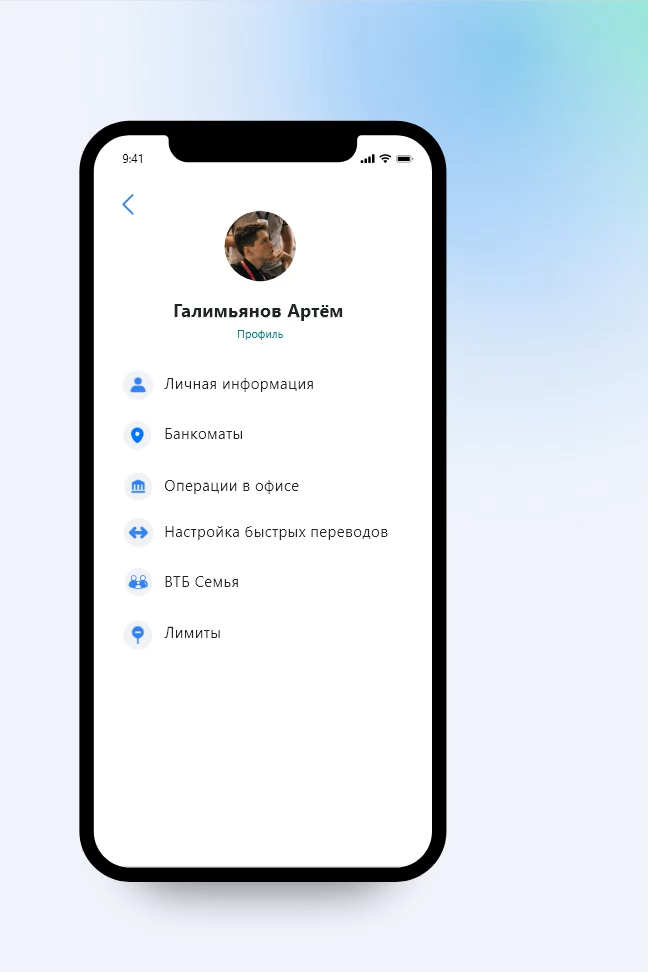 9:41
Галимьянов Артём
Профиль
Личная информация
Банкоматы
Операции в офисе
Настройка быстрых переводов
ВТБ Семья
Лимиты